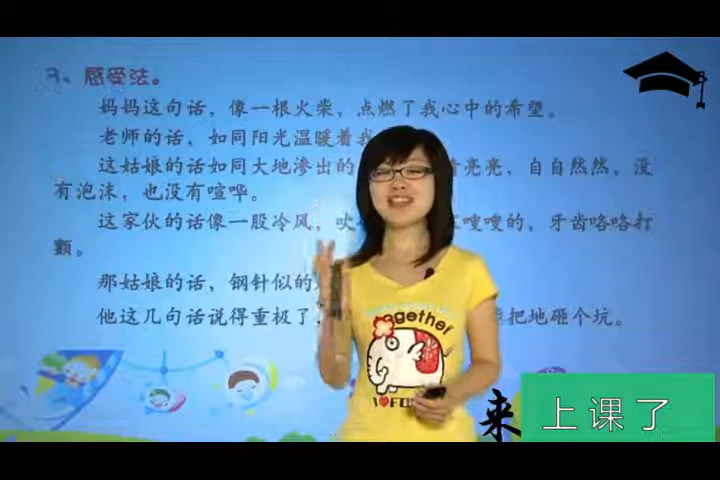 3、感受法。
妈妈这句话，像一根火柴，点燃了我心中的希望。
老师的话，如同阳光温暖着我
这姑娘的话如同大地渗出的 亮亮，自自然然，没
有泡沫，也没有喧哗。
这家伙的话像一股冷风， 嗖嗖的，牙齿咯咯打
颤。
那姑娘的话，钢针似的
他这几句话说得重极了， 把地砸个坑。
together
来 上课了